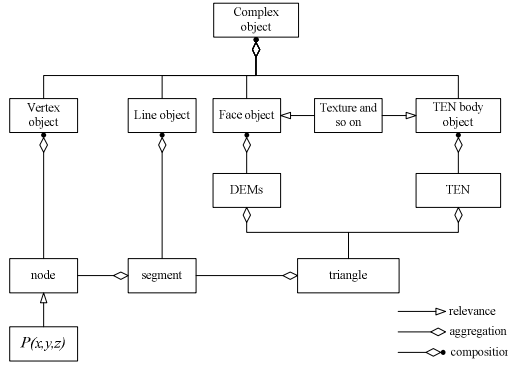 Complex
object
Vertex
object
Line object
Face object
Texture and
so on
TEN body
object
DEMs
TEN
node
segment
triangle
P(x,y,z)
relevance
aggregation
composition